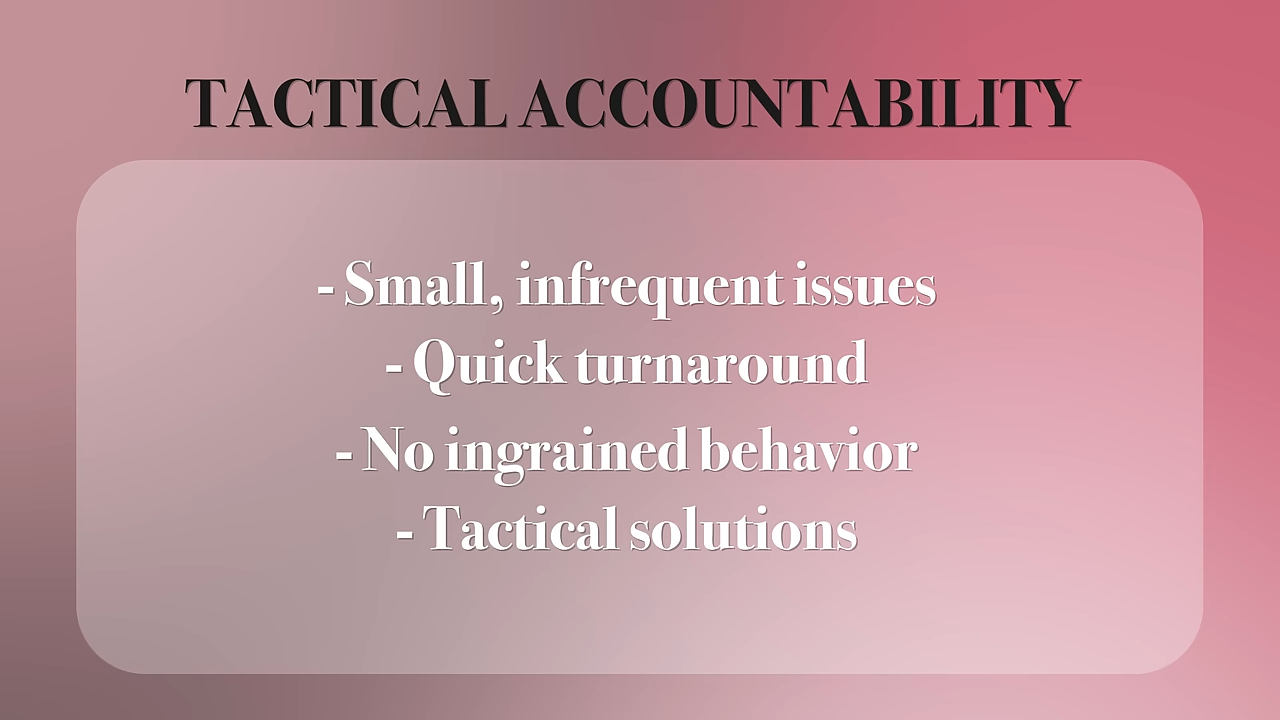 TACTICAL ACCOUNTABILITY
- Small, infrequent issues
- Quick turnaround
- No ingrained behavior
- Tactical solutions